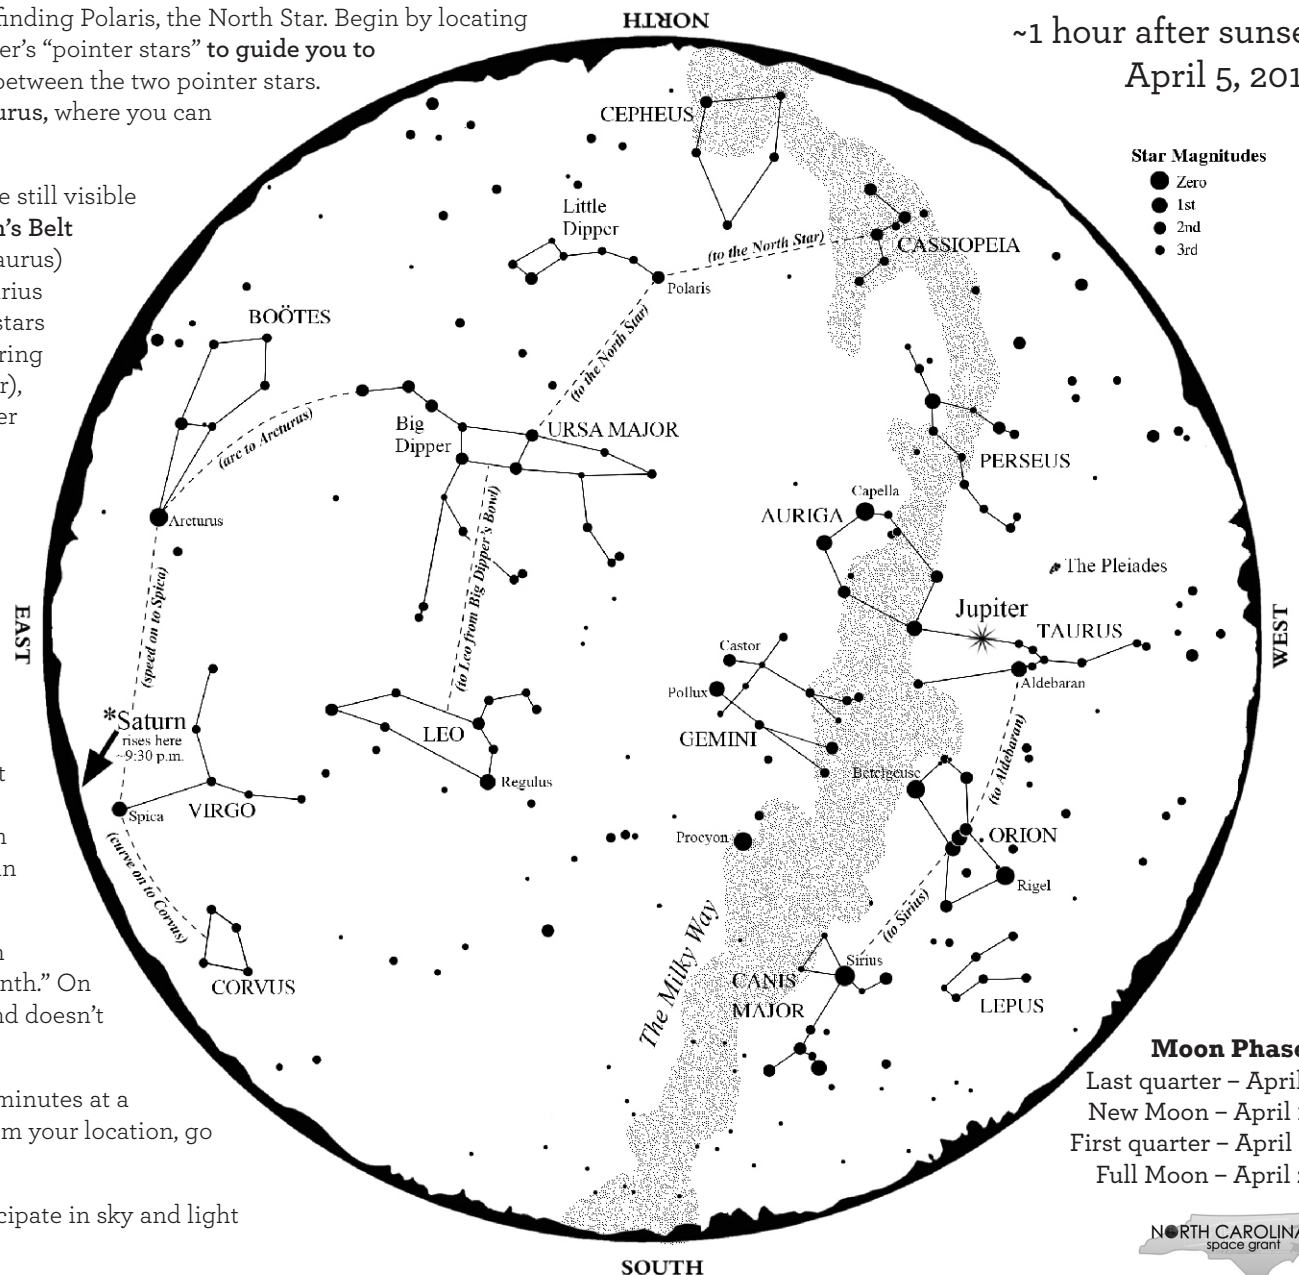 finding Polaris, the North Star. Begin by locating
er's “pointer stars” to guide you to
between the two pointer stars.
urus, where you can
e still visible
n's Belt
aurus)
arius
stars
ring
r),
er
t
n
an
n
nth.” On
nd doesn't
minutes at a
om your location, go
cipate in sky and light
~1 hour after sunse
April 5, 201
Star Magnitudes
Zero
1st
2nd
3rd
NORTH
CEPHEUS
Little
Dipper
(to the North Star)
CASSIOPEIA
Polaris
BOÖTES
(to the North Star)
(arc to Arcturus)
Big
Dipper
URSA MAJOR
PERSEUS
Capella
AURIGA
Arcturus
The Pleiades
(speed on to Spica)
(to Leo from Big Dipper's Bowl)
EAST
Jupiter
TAURUS
WEST
Castor
Aldebaran
Pollux
GEMINI
*Saturn
rises here
~9:30 p.m.
LEO
Regulus
Betelgeuse
(to Aldebaran)
Spica
VIRGO
Procyon
ORION
Rigel
(curve on to Corvus)
(to Sirius)
The Milky Way
CORVUS
Sirius
CANIS
MAJOR
LEPUS
SOUTH
Moon Phase
Last quarter – April
New Moon – April
First quarter – April
Full Moon – April
NORTH CAROLINA
space grant